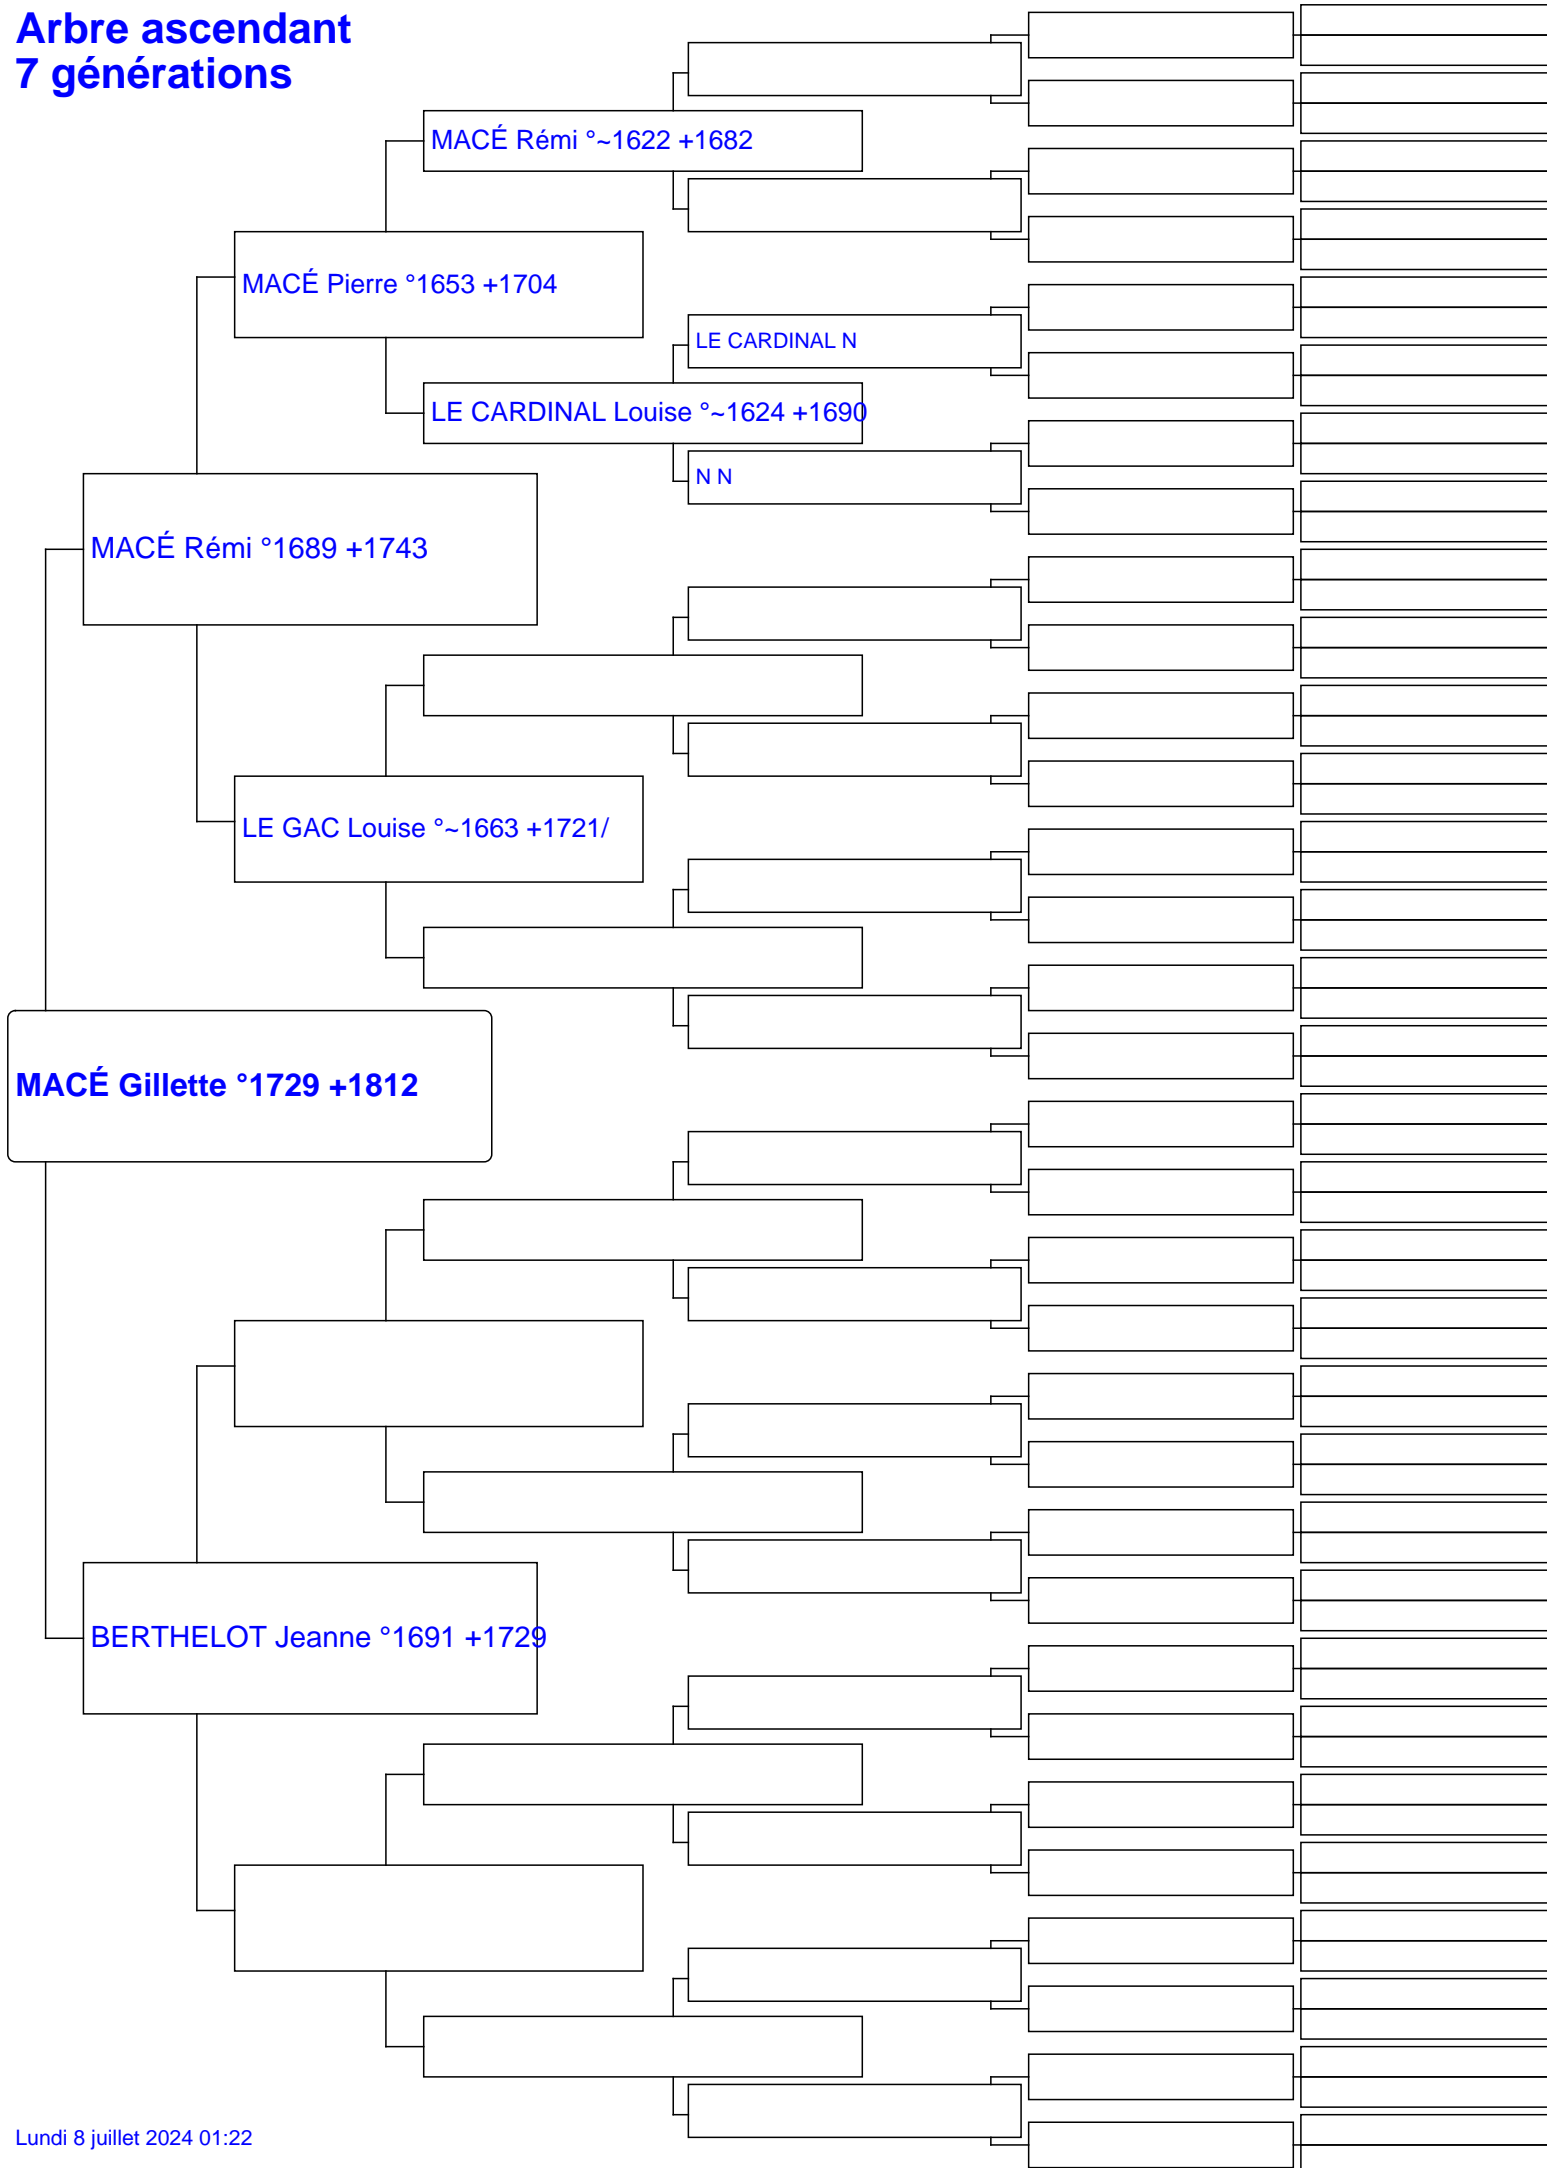 Arbre ascendant
7 générations
MACÉ Rémi °~1622 +1682
MACÉ Pierre °1653 +1704
LE CARDINAL N
LE CARDINAL Louise °~1624 +1690
N N
MACÉ Rémi °1689 +1743
LE GAC Louise °~1663 +1721/
MACÉ Gillette °1729 +1812
BERTHELOT Jeanne °1691 +1729
Lundi 8 juillet 2024 01:22